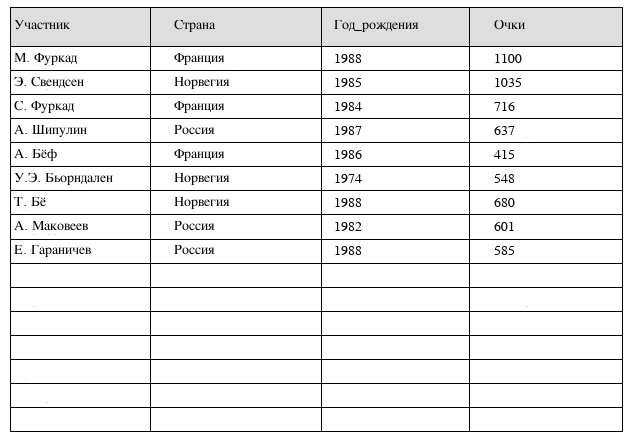 Участник Страна Год_рождения Очки
М. Фуркад Франция 1988 1100
Э. Свендсен Норвегия 1985 1035
С. Фуркад Франция 1984 716
А. Шипулин Россия 1987 637
А. Бёф Франция 1986 415
У.Э. Бьорндален Норвегия 1974 548
Т. Бё Норвегия 1988 680
А. Маковеев Россия 1982 601
Е. Гараничев Россия 1988 585